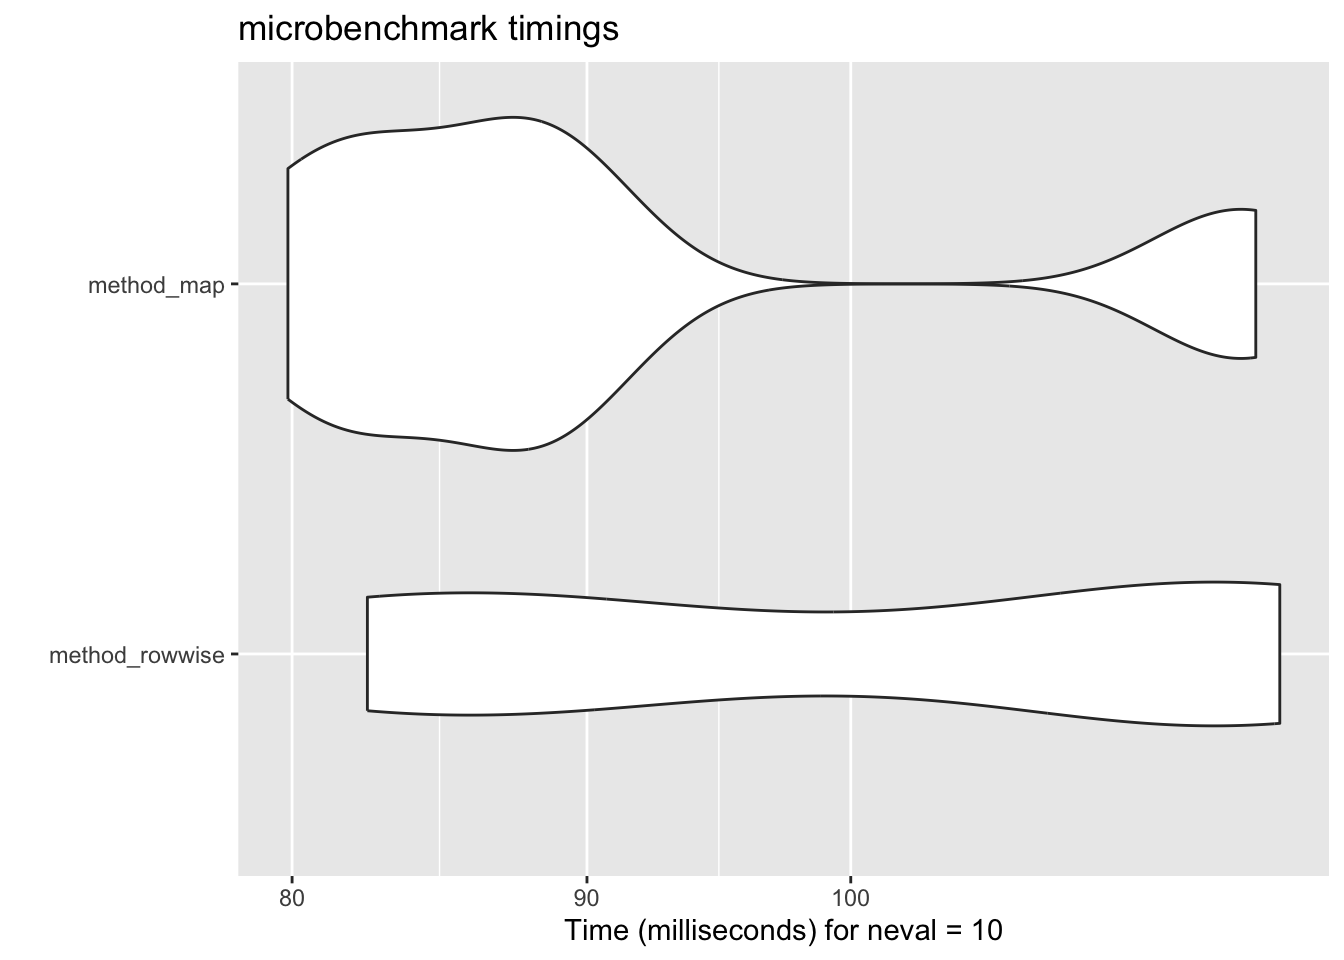 microbenchmark timings
method_map
method_rowwise
80 90 100
Time (milliseconds) for neval = 10